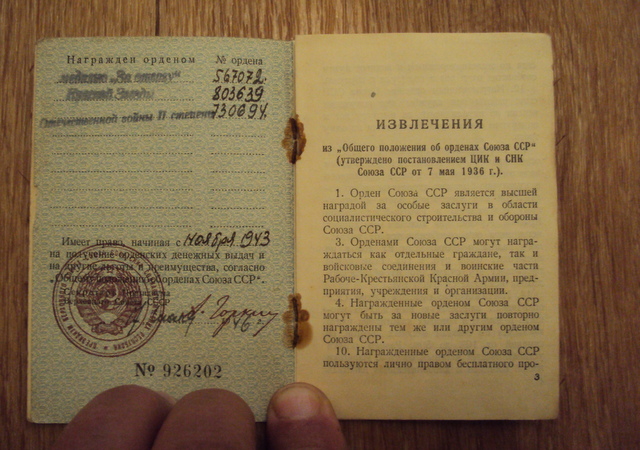 Награжден орденом № ордена
медалью „За отвагу“ 567072.
Красной Звезды 803639
Отечественной войны II степени 730694.
Имеет право, начиная с ноября 1943
на получение орденских денежных выдач и
на другие льготы и преимущества, согласно
„Общего положения об орденах Союза ССР“.
А. Горкин
№ 926202
ИЗВЛЕЧЕНИЯ
из „Общего положения об орденах Союза ССР“
(утверждено постановлением ЦИК и СНК
Союза ССР от 7 мая 1936 г.).
1. Орден Союза ССР является высшей
наградой за особые заслуги в области
социалистического строительства и обороны
Союза ССР.
3. Орденами Союза ССР могут награ-
ждаться как отдельные граждане, так и
войсковые соединения и воинские части
Рабоче-Крестьянской Красной Армии, пред-
приятия, учреждения и организации.
4. Награжденные орденом Союза ССР
могут быть за новые заслуги повторно
награждены тем же или другим орденом
Союза ССР.
10. Награжденные орденом Союза ССР
пользуются лично правом бесплатного про-
3